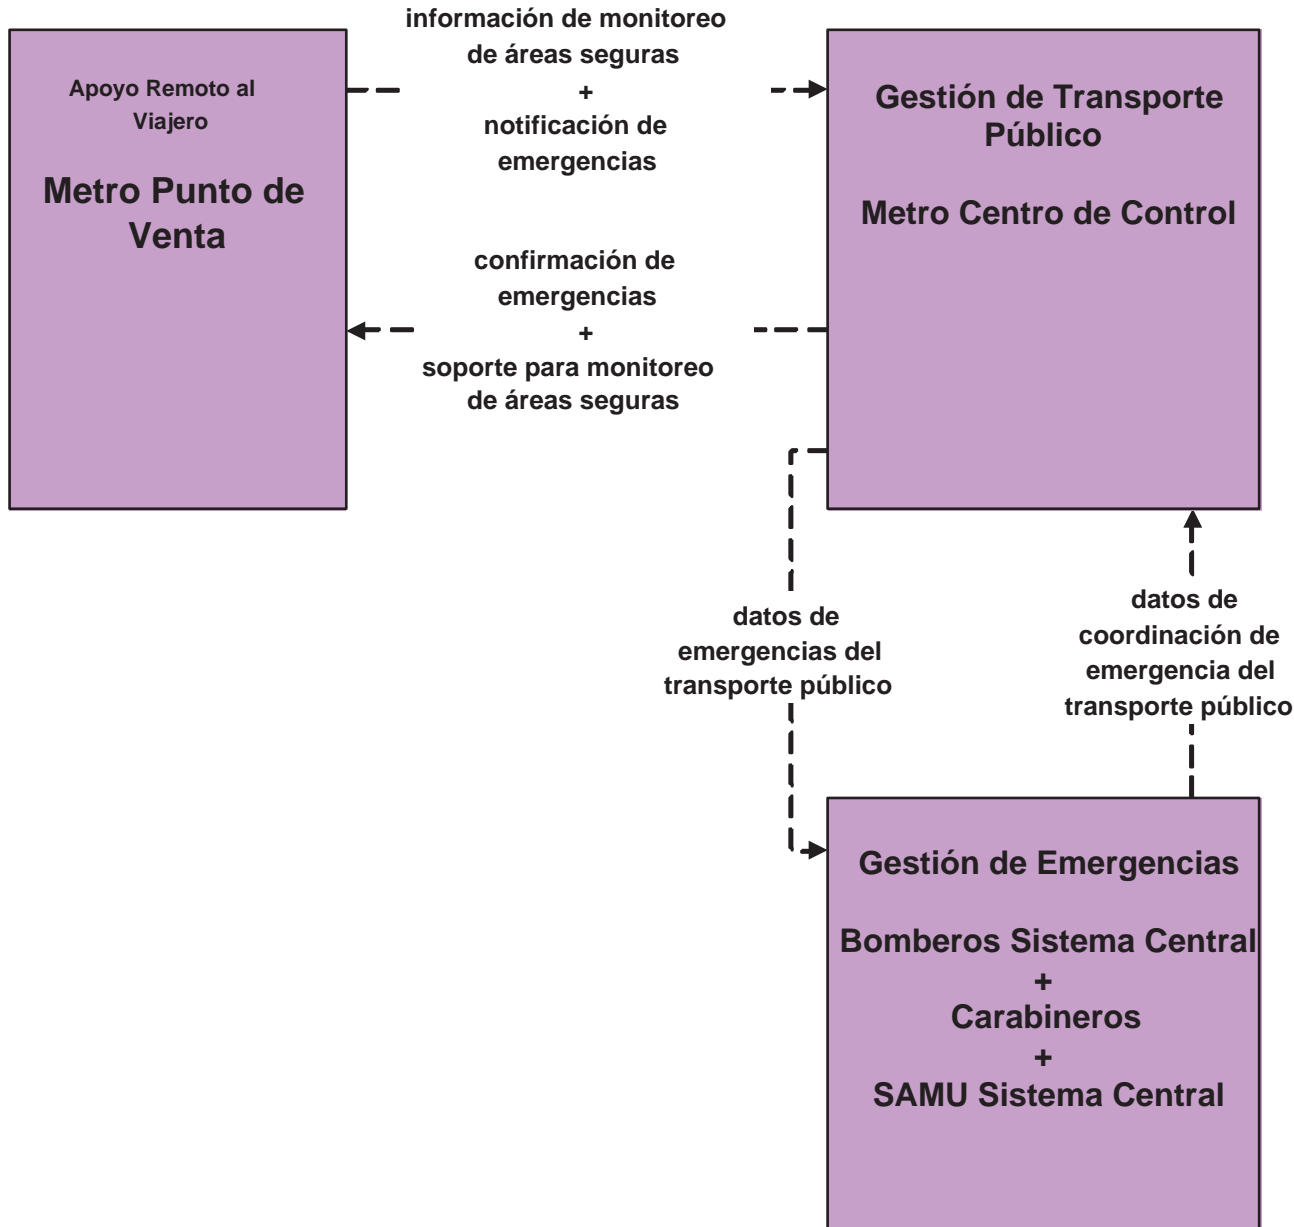 información de monitoreo
de áreas seguras
+
notificación de
emergencias
Apoyo Remoto al
Viajero
Metro Punto de
Venta
Gestión de Transporte
Público
Metro Centro de Control
confirmación de
emergencias
+
soporte para monitoreo
de áreas seguras
datos de
emergencias del
transporte público
datos de
coordinación de
emergencia del
transporte público
Gestión de Emergencias
Bomberos Sistema Central
+
Carabineros
+
SAMU Sistema Central